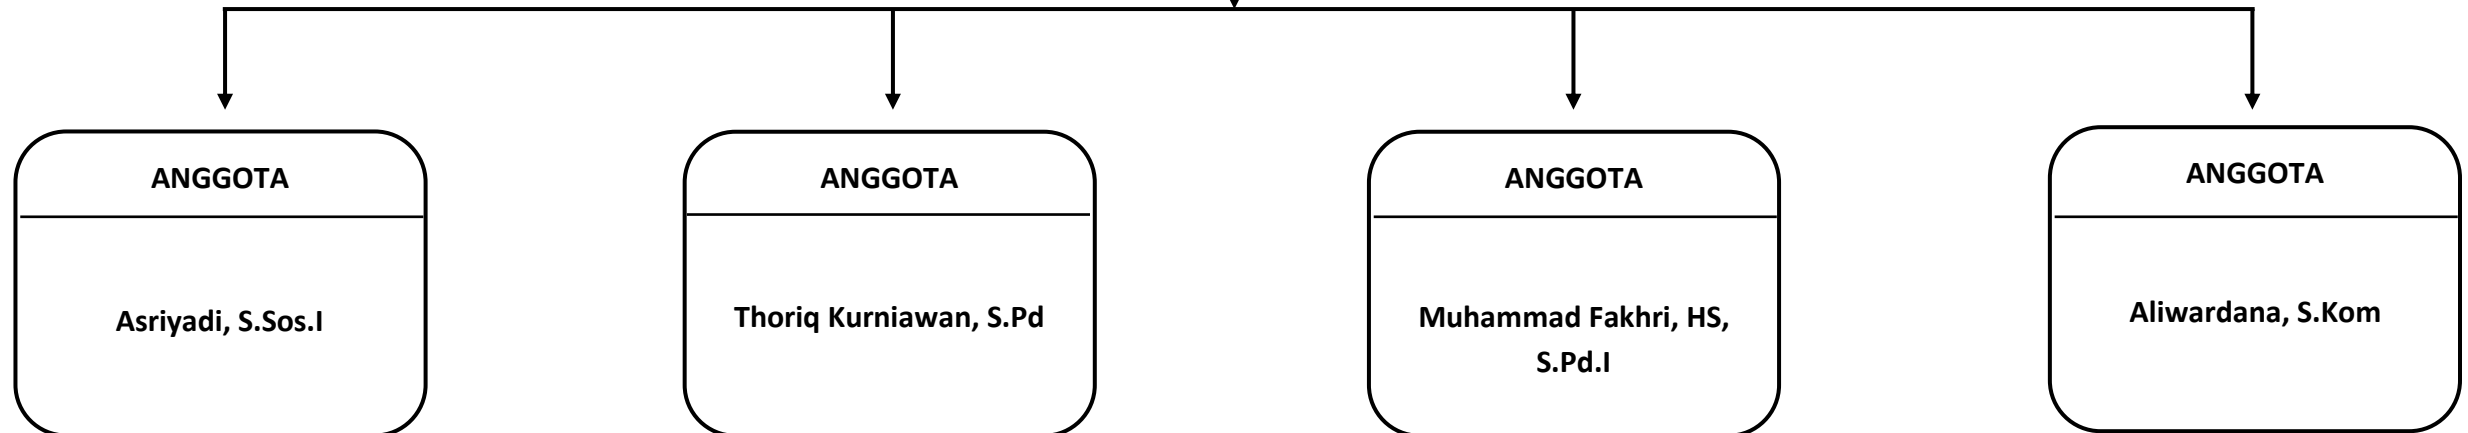 ANGGOTA
Asriyadi, S.Sos.I
ANGGOTA
Thoriq Kurniawan, S.Pd
ANGGOTA
Muhammad Fakhri, HS,
S.Pd.I
ANGGOTA
Aliwardana, S.Kom